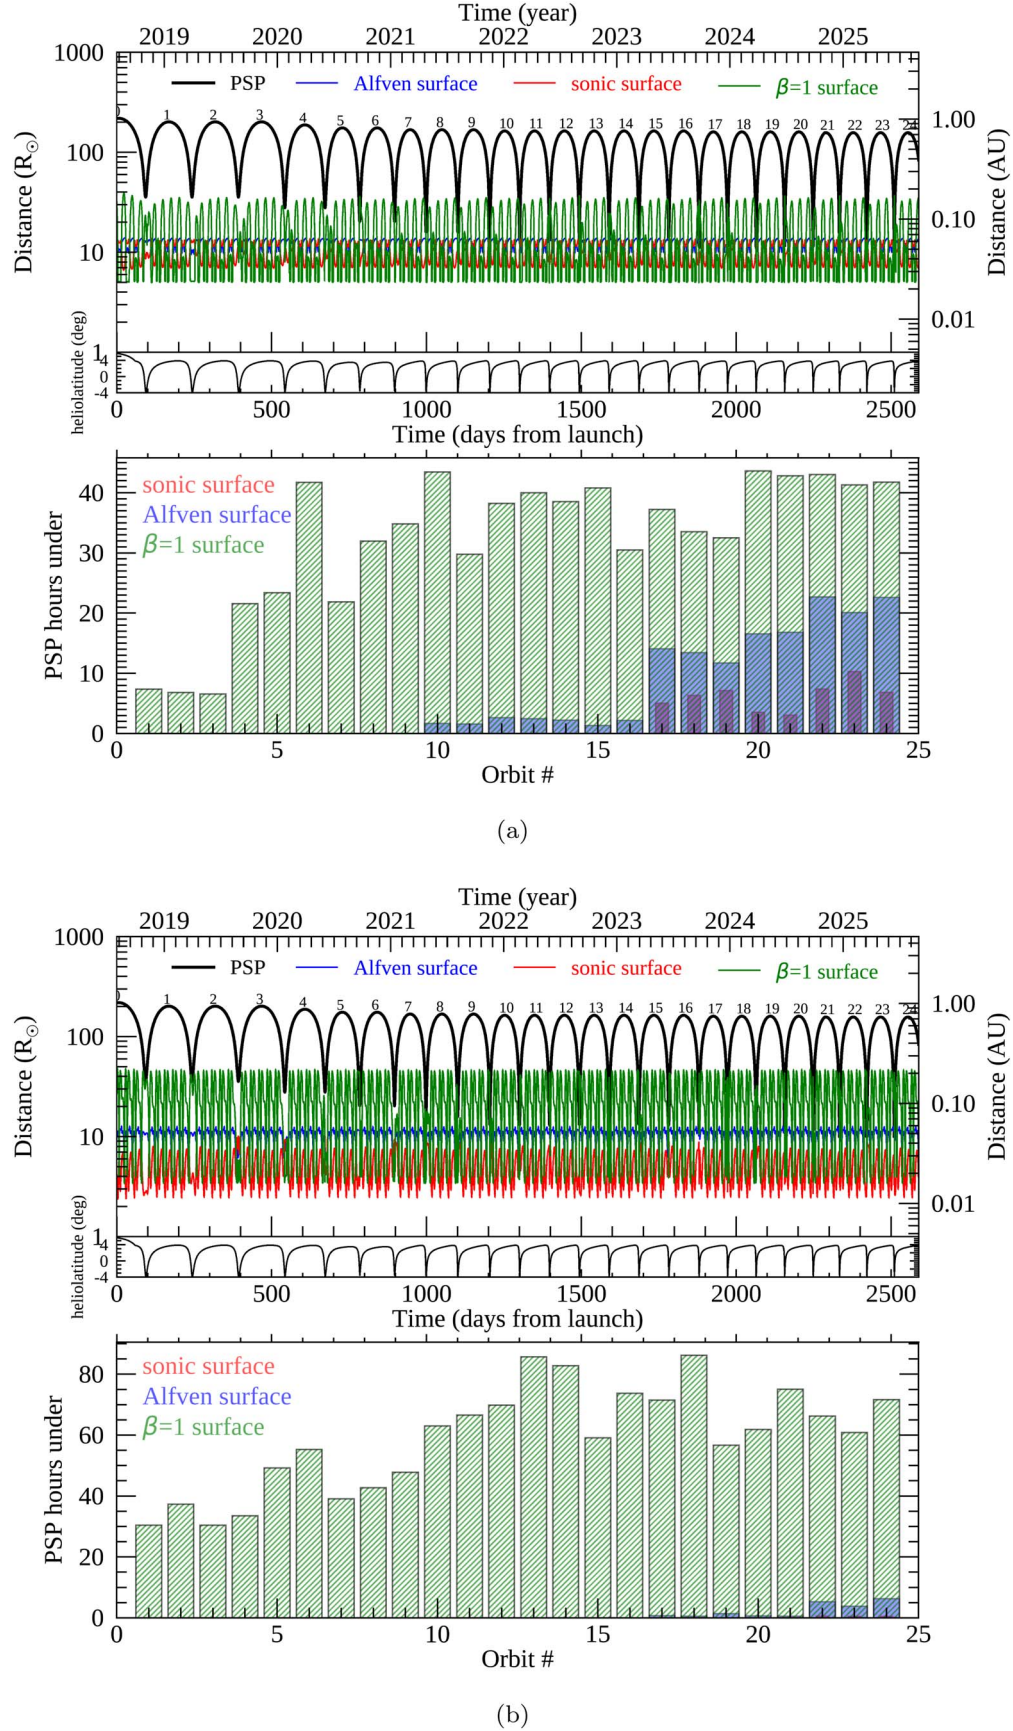 Time (year)
2019 2020 2021 2022 2023 2024 2025
PSP Alfven surface sonic surface β=1 surface
Distance (R☉)
1000
100
10
1
Distance (AU)
1.00
0.10
0.01
0 1 2 3 4 5 6 7 8 9 10 11 12 13 14 15 16 17 18 19 20 21 22 23 24
heliolatitude (deg)
4
0
-4
0 500 1000 1500 2000 2500
Time (days from launch)
PSP hours under
40
30
20
10
0
sonic surface
Alfven surface
β=1 surface
0 5 10 15 20 25
Orbit #
(a)
Time (year)
2019 2020 2021 2022 2023 2024 2025
PSP Alfven surface sonic surface β=1 surface
Distance (R☉)
1000
100
10
1
Distance (AU)
1.00
0.10
0.01
0 1 2 3 4 5 6 7 8 9 10 11 12 13 14 15 16 17 18 19 20 21 22 23 24
heliolatitude (deg)
4
0
-4
0 500 1000 1500 2000 2500
Time (days from launch)
PSP hours under
80
60
40
20
0
sonic surface
Alfven surface
β=1 surface
0 5 10 15 20 25
Orbit #
(b)